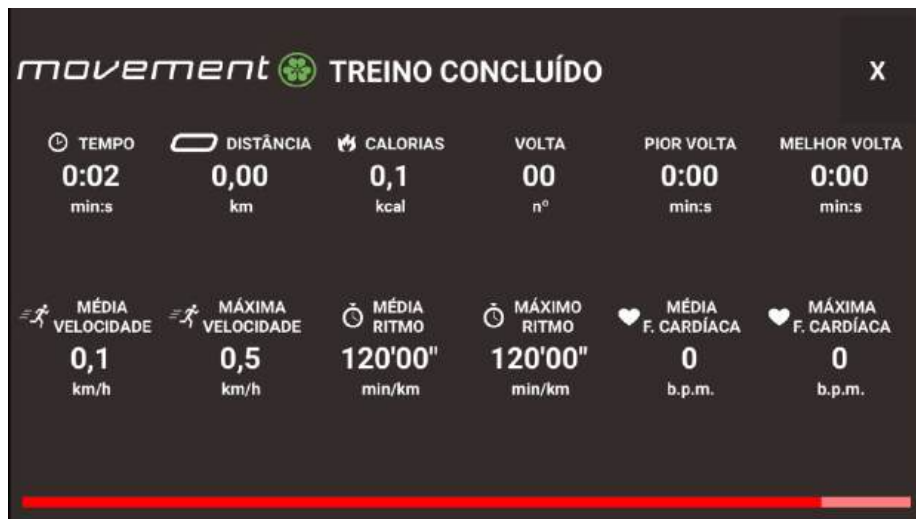 movement TREINO CONCLUÍDO X
TEMPO DISTÂNCIA CALORIAS VOLTA PIOR VOLTA MELHOR VOLTA
0:02 0,00 0,1 00 0:00 0:00
min:s km kcal nº min:s min:s
MÉDIA MÁXIMA MÉDIA MÁXIMO MÉDIA MÁXIMA
VELOCIDADE VELOCIDADE RITMO RITMO F. CARDÍACA F. CARDÍACA
0,1 0,5 120'00" 120'00" 0 0
km/h km/h min/km min/km b.p.m. b.p.m.